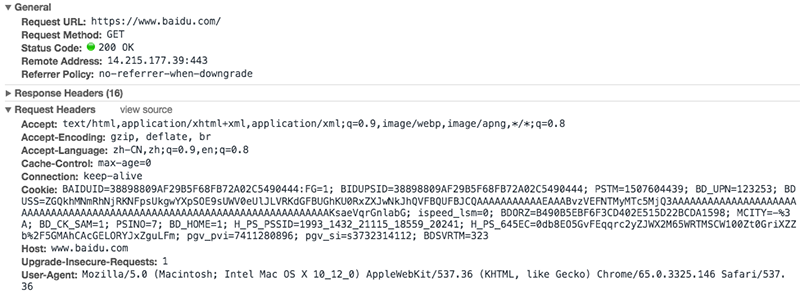 General
Request URL: https://www.baidu.com/
Request Method: GET
Status Code: 200 OK
Remote Address: 14.215.177.39:443
Referrer Policy: no-referrer-when-downgrade
Response Headers (16)
Request Headers view source
Accept: text/html,application/xhtml+xml,application/xml;q=0.9,image/webp,image/apng,*/*;q=0.8
Accept-Encoding: gzip, deflate, br
Accept-Language: zh-CN,zh;q=0.9,en;q=0.8
Cache-Control: max-age=0
Connection: keep-alive
Cookie: BAIDUID=38898809AF29B5F68FB72A02C5490444:FG=1; BIDUPSID=38898809AF29B5F68FB72A02C5490444; PSTM=1507604439; BD_UPN=123253; BD
USS=ZGQkhMNmRhNjRKNFpsUkgwYXpSOE9sUWV0eUlJLVRKdGFBUGhKU0RxZXJwNkJhQVFBQUFBJCQAAAAAAAAAAAEAAABvzVEFNTMyMTc5MjQ3AAAAAAAAAAAAAAAAAAAAAA
AAAAAAAAAAAAAAAAAAAAAAAAAAAAAAAAAAAAAAAAAAAAAAAAAAAAAAAAAAKsaeVqrGnlabG; ispeed_lsm=0; BDORZ=B490B5EBF6F3CD402E515D22BCDA1598; MCITY=-%3
A; BD_CK_SAM=1; PSINO=7; BD_HOME=1; H_PS_PSSID=1993_1432_21115_18559_20241; H_PS_645EC=0db8EO5GvFEqqrc2yZJWX2M65WRTMSCW100Zt0GriXZZ
b%2F5GMAhCAcGELORYJxZguLFm; pgv_pvi=7411280896; pgv_si=s3732314112; BDSVRTM=323
Host: www.baidu.com
Upgrade-Insecure-Requests: 1
User-Agent: Mozilla/5.0 (Macintosh; Intel Mac OS X 10_12_0) AppleWebKit/537.36 (KHTML, like Gecko) Chrome/65.0.3325.146 Safari/537.
36